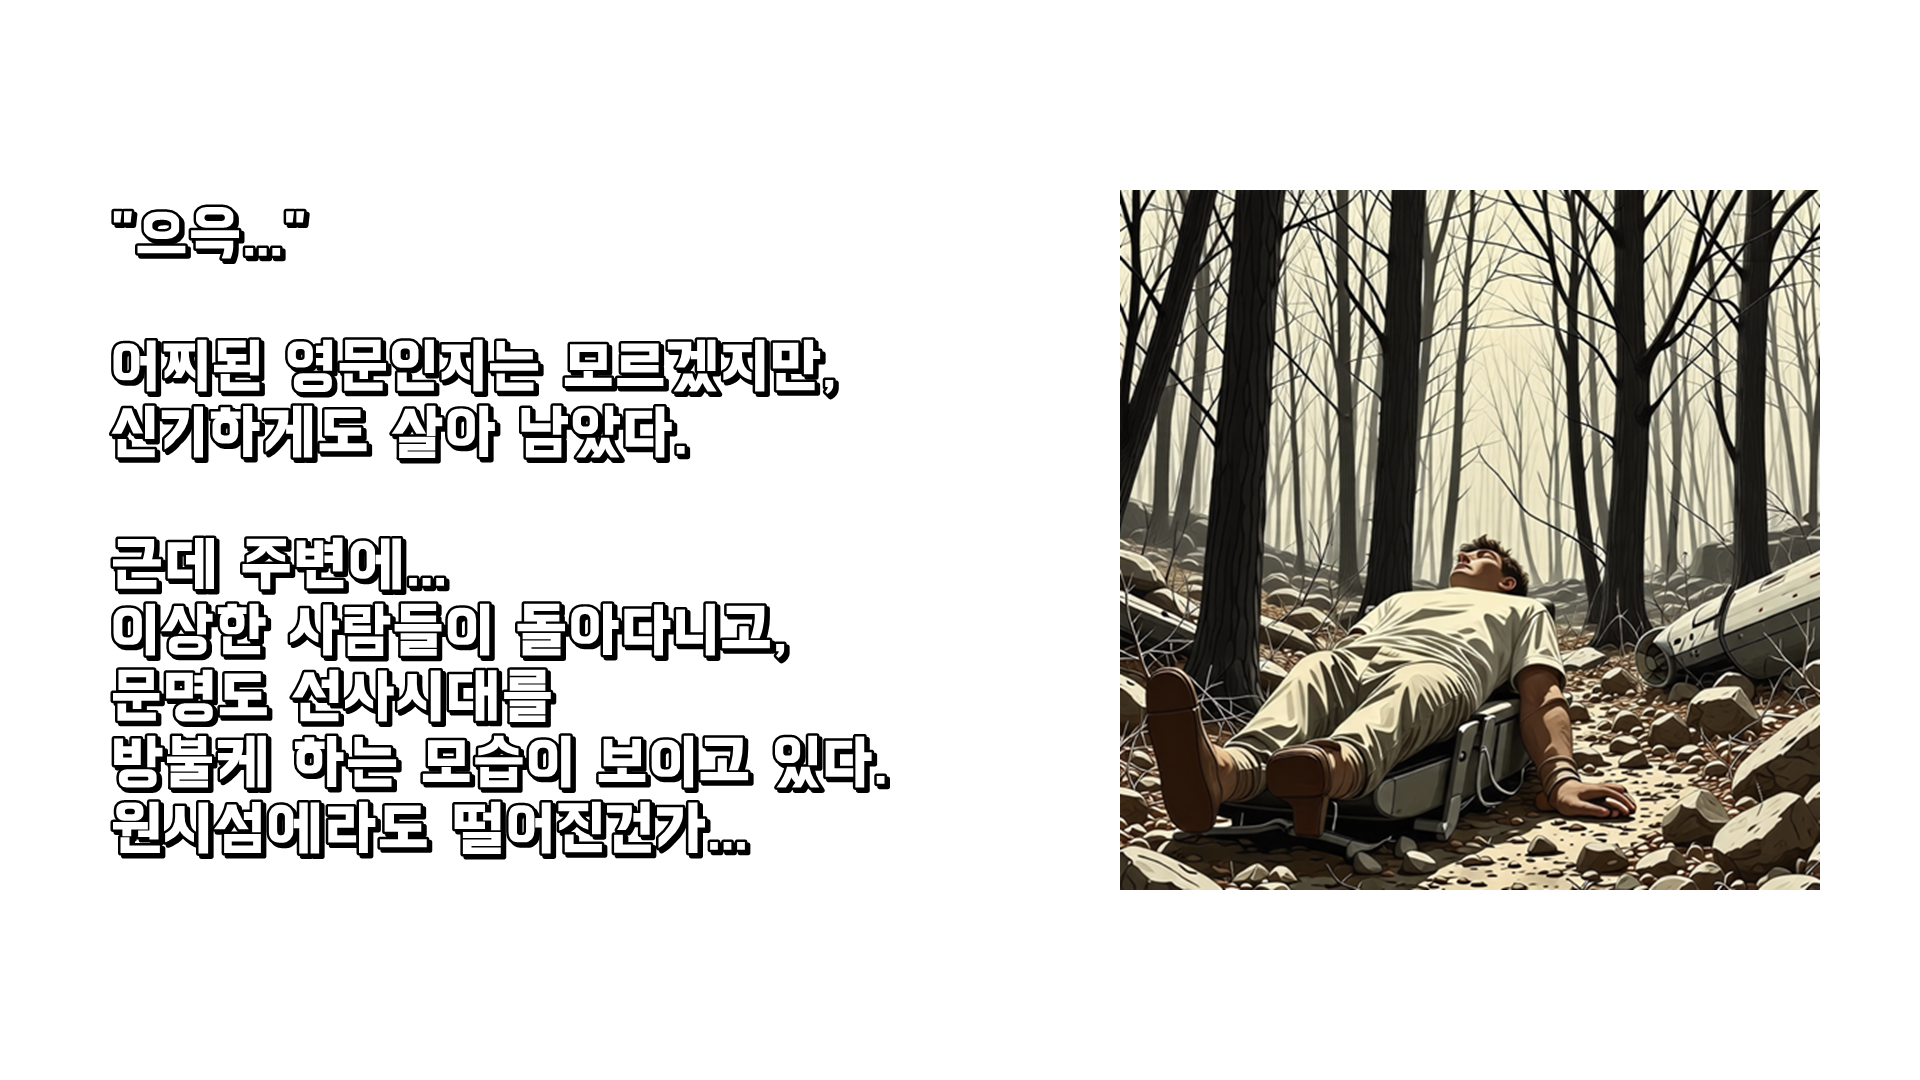 "으윽..."
어찌된 영문인지는 모르겠지만,
신기하게도 살아 남았다.
근데 주변에...
이상한 사람들이 돌아다니고,
문명도 선사시대를
방불케 하는 모습이 보이고 있다.
원시섬에라도 떨어진건가...